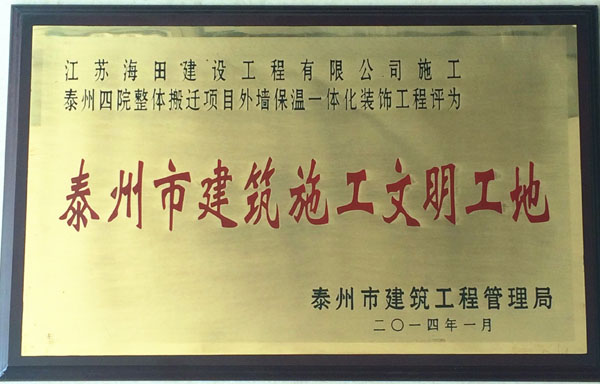 江苏海田建设工程有限公司施工
泰州四院整体搬迁项目外墙保温一体化装饰工程评为
泰州市建筑施工文明工地
泰州市建筑工程管理局
二〇一四年一月